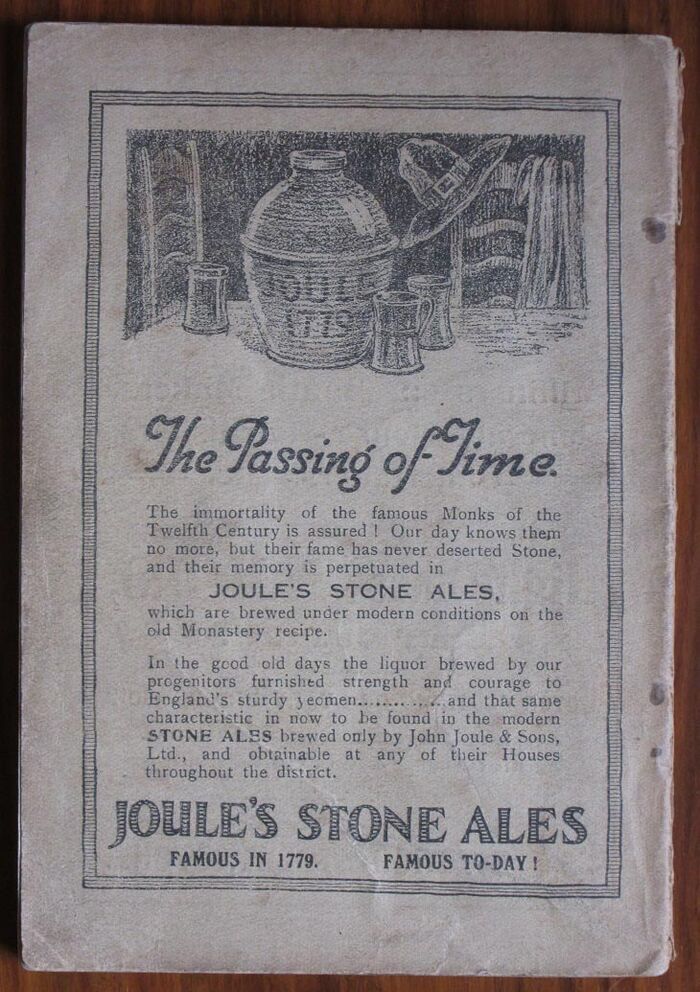 JOULE
1779
The Passing of Time.
The immortality of the famous Monks of the
Twelfth Century is assured ! Our day knows them
no more, but their fame has never deserted Stone,
and their memory is perpetuated in
JOULE'S STONE ALES,
which are brewed under modern conditions on the
old Monastery recipe.
In the good old days the liquor brewed by our
progenitors furnished strength and courage to
England's sturdy yeomen..............and that same
characteristic in now to be found in the modern
STONE ALES brewed only by John Joule & Sons,
Ltd., and obtainable at any of their Houses
throughout the district.
JOULE'S STONE ALES
FAMOUS IN 1779. FAMOUS TO-DAY !